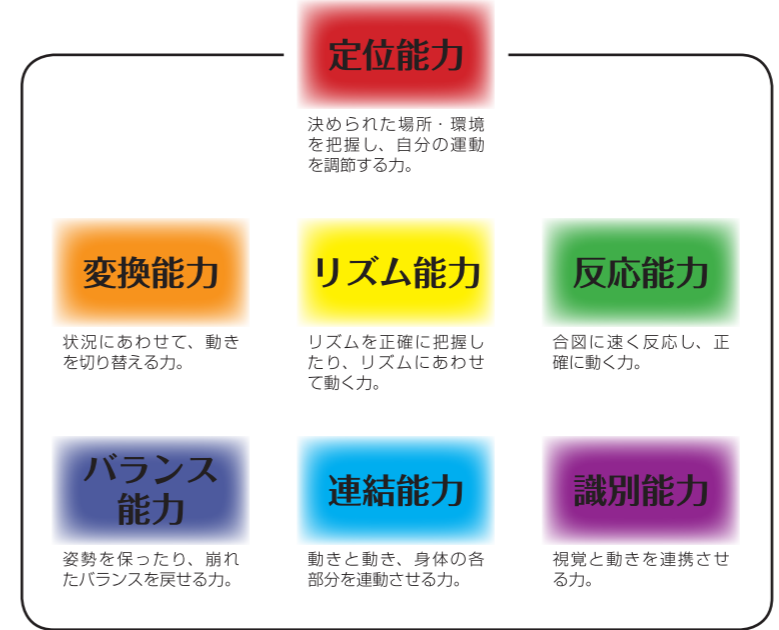 定位能力
決められた場所・環境
を把握し、自分の運動
を調節する力。
変換能力
状況にあわせて、動き
を切り替える力。
リズム能力
リズムを正確に把握し
たり、リズムにあわせ
て動く力。
反応能力
合図に速く反応し、正
確に動く力。
バランス
能力
姿勢を保ったり、崩れ
たバランスを戻せる力。
連結能力
動きと動き、身体の各
部分を連動させる力。
識別能力
視覚と動きを連携させ
る力。